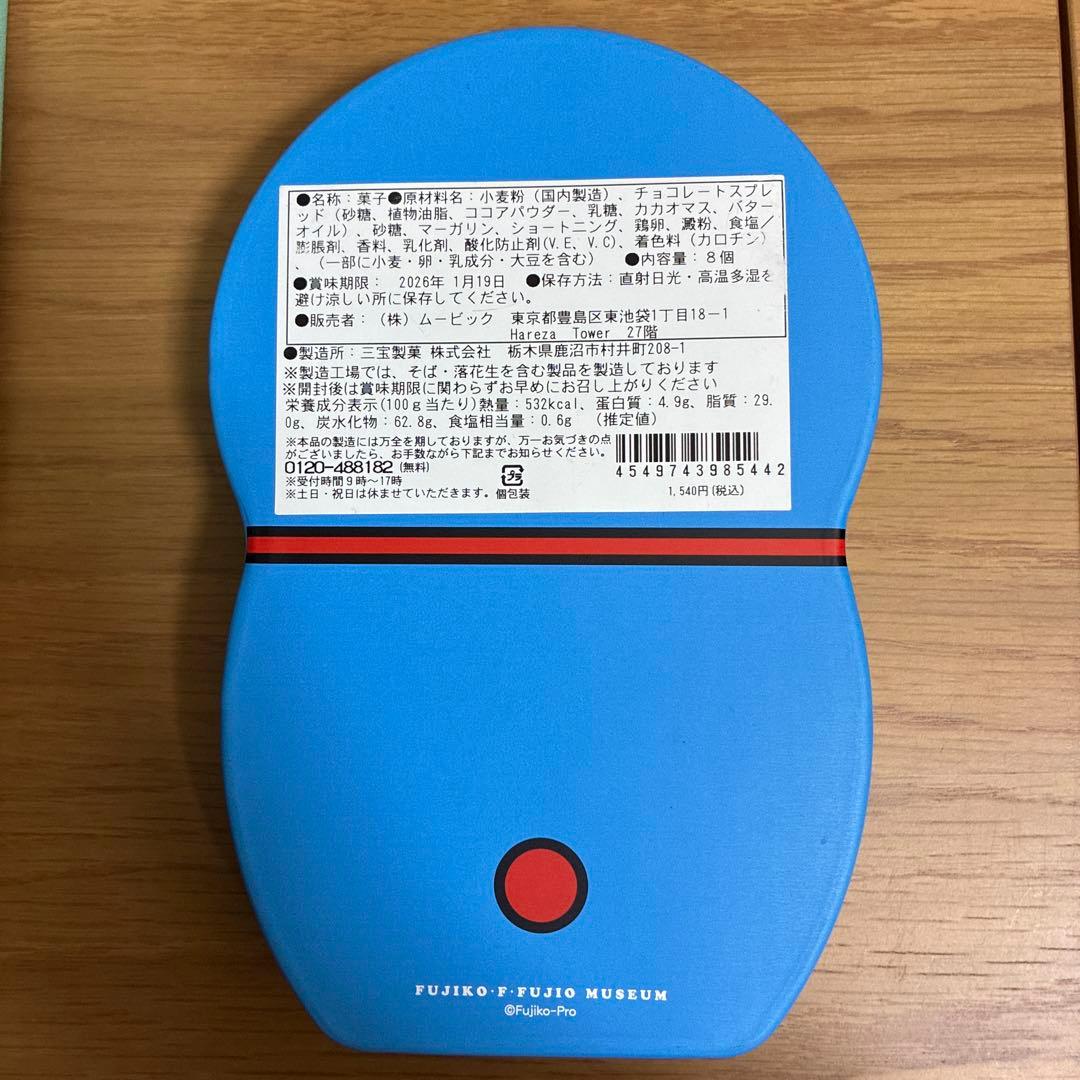 ●名称：菓子●原材料名：小麦粉（国内製造）、チョコレートスプレ
ッド（砂糖、植物油脂、ココアパウダー、乳糖、カカオマス、バター
オイル）、砂糖、マーガリン、ショートニング、鶏卵、澱粉、食塩／
膨脹剤、香料、乳化剤、酸化防止剤(V.E、V.C)、着色料（カロチン）
、（一部に小麦・卵・乳成分・大豆を含む）　●内容量：８個
●賞味期限：　2026年 1月19日　●保存方法：直射日光・高温多湿を
避け涼しい所に保存してください。
●販売者：（株）ムービック　東京都豊島区東池袋1丁目18－1
Hareza Tower 27階
●製造所：三宝製菓 株式会社　栃木県鹿沼市村井町208-1
※製造工場では、そば・落花生を含む製品を製造しております
※開封後は賞味期限に関わらずお早めにお召し上がりください
栄養成分表示(100ｇ当たり)熱量：532kcal、蛋白質：4.9g、脂質：29.
0g、炭水化物：62.8g、食塩相当量：0.6g　（推定値）
※本品の製造には万全を期しておりますが、万一お気づきの点
がございましたら、お手数ながら下記までお知らせください。
0120-488182 (無料)
※受付時間９時～17時
※土日・祝日は休ませていただきます。
プラ
個包装
4549743985442
1,540円(税込)
FUJIKO・F・FUJIO MUSEUM
©Fujiko-Pro